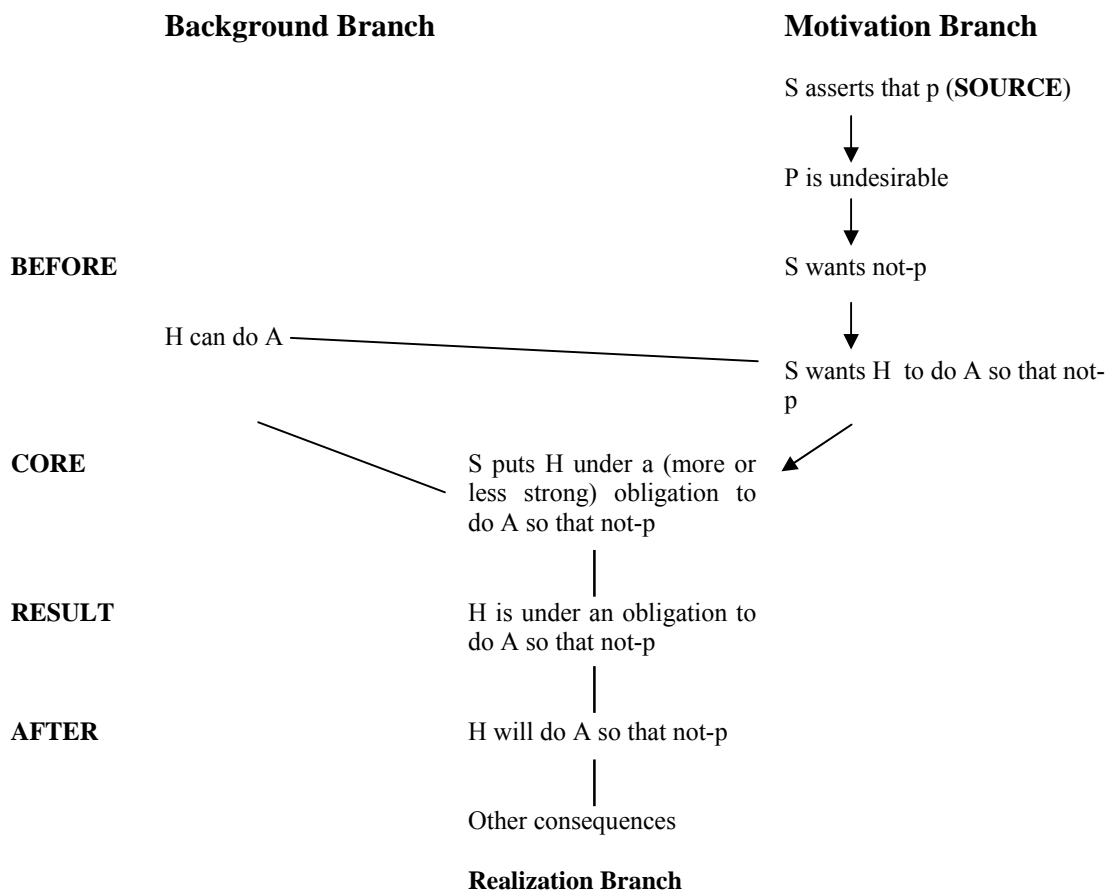 Background Branch
Motivation Branch
S asserts that p (SOURCE)
P is undesirable
BEFORE
S wants not-p
H can do A
S wants H to do A so that not-
p
CORE
S puts H under a (more or
less strong) obligation to
do A so that not-p
RESULT
H is under an obligation to
do A so that not-p
AFTER
H will do A so that not-p
Other consequences
Realization Branch